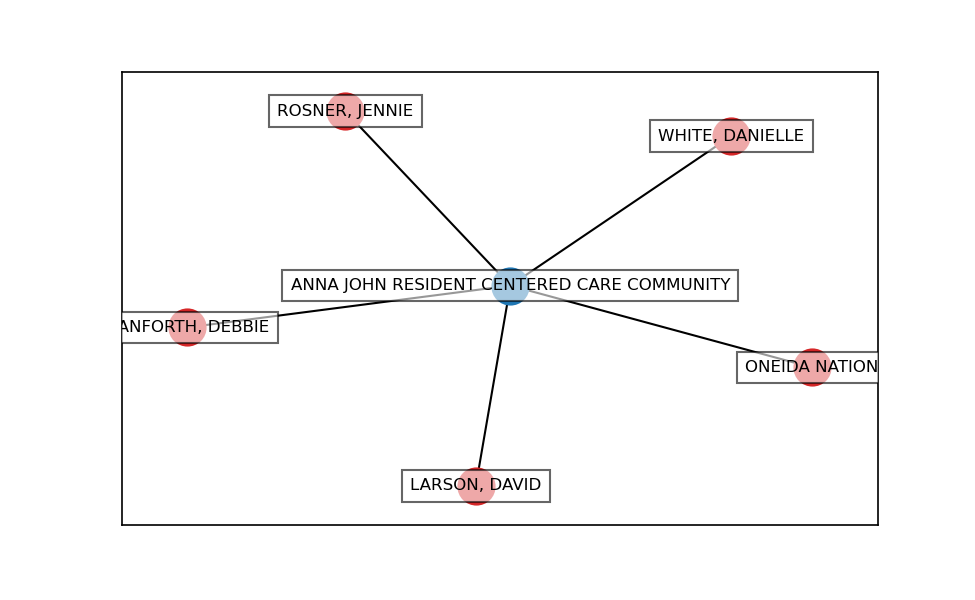 ROSNER, JENNIE
WHITE, DANIELLE
ANNA JOHN RESIDENT CENTERED CARE COMMUNITY
ANFORTH, DEBBIE
ONEIDA NATION
LARSON, DAVID